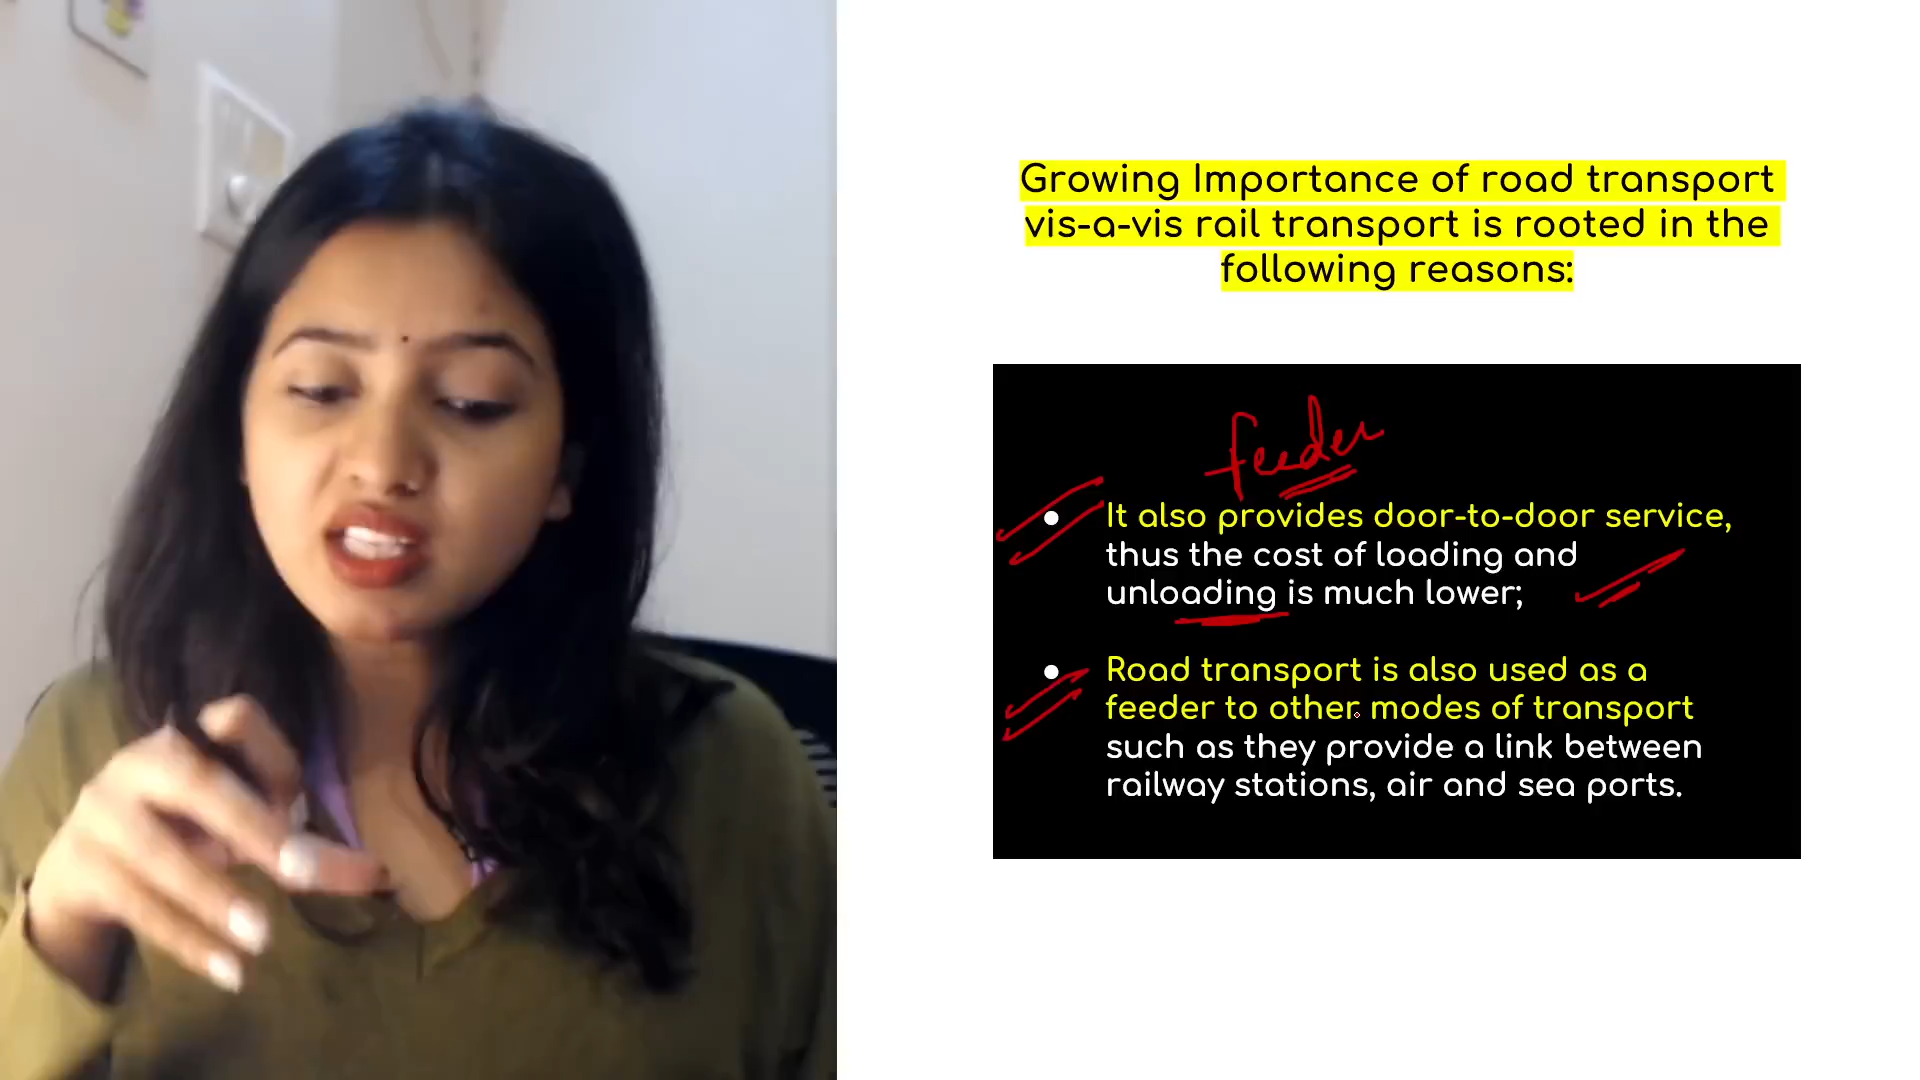 Growing Importance of road transport
vis-a-vis rail transport is rooted in the
following reasons:
feeder
It also provides door-to-door service,
thus the cost of loading and
unloading is much lower;
Road transport is also used as a
feeder to other modes of transport
such as they provide a link between
railway stations, air and sea ports.